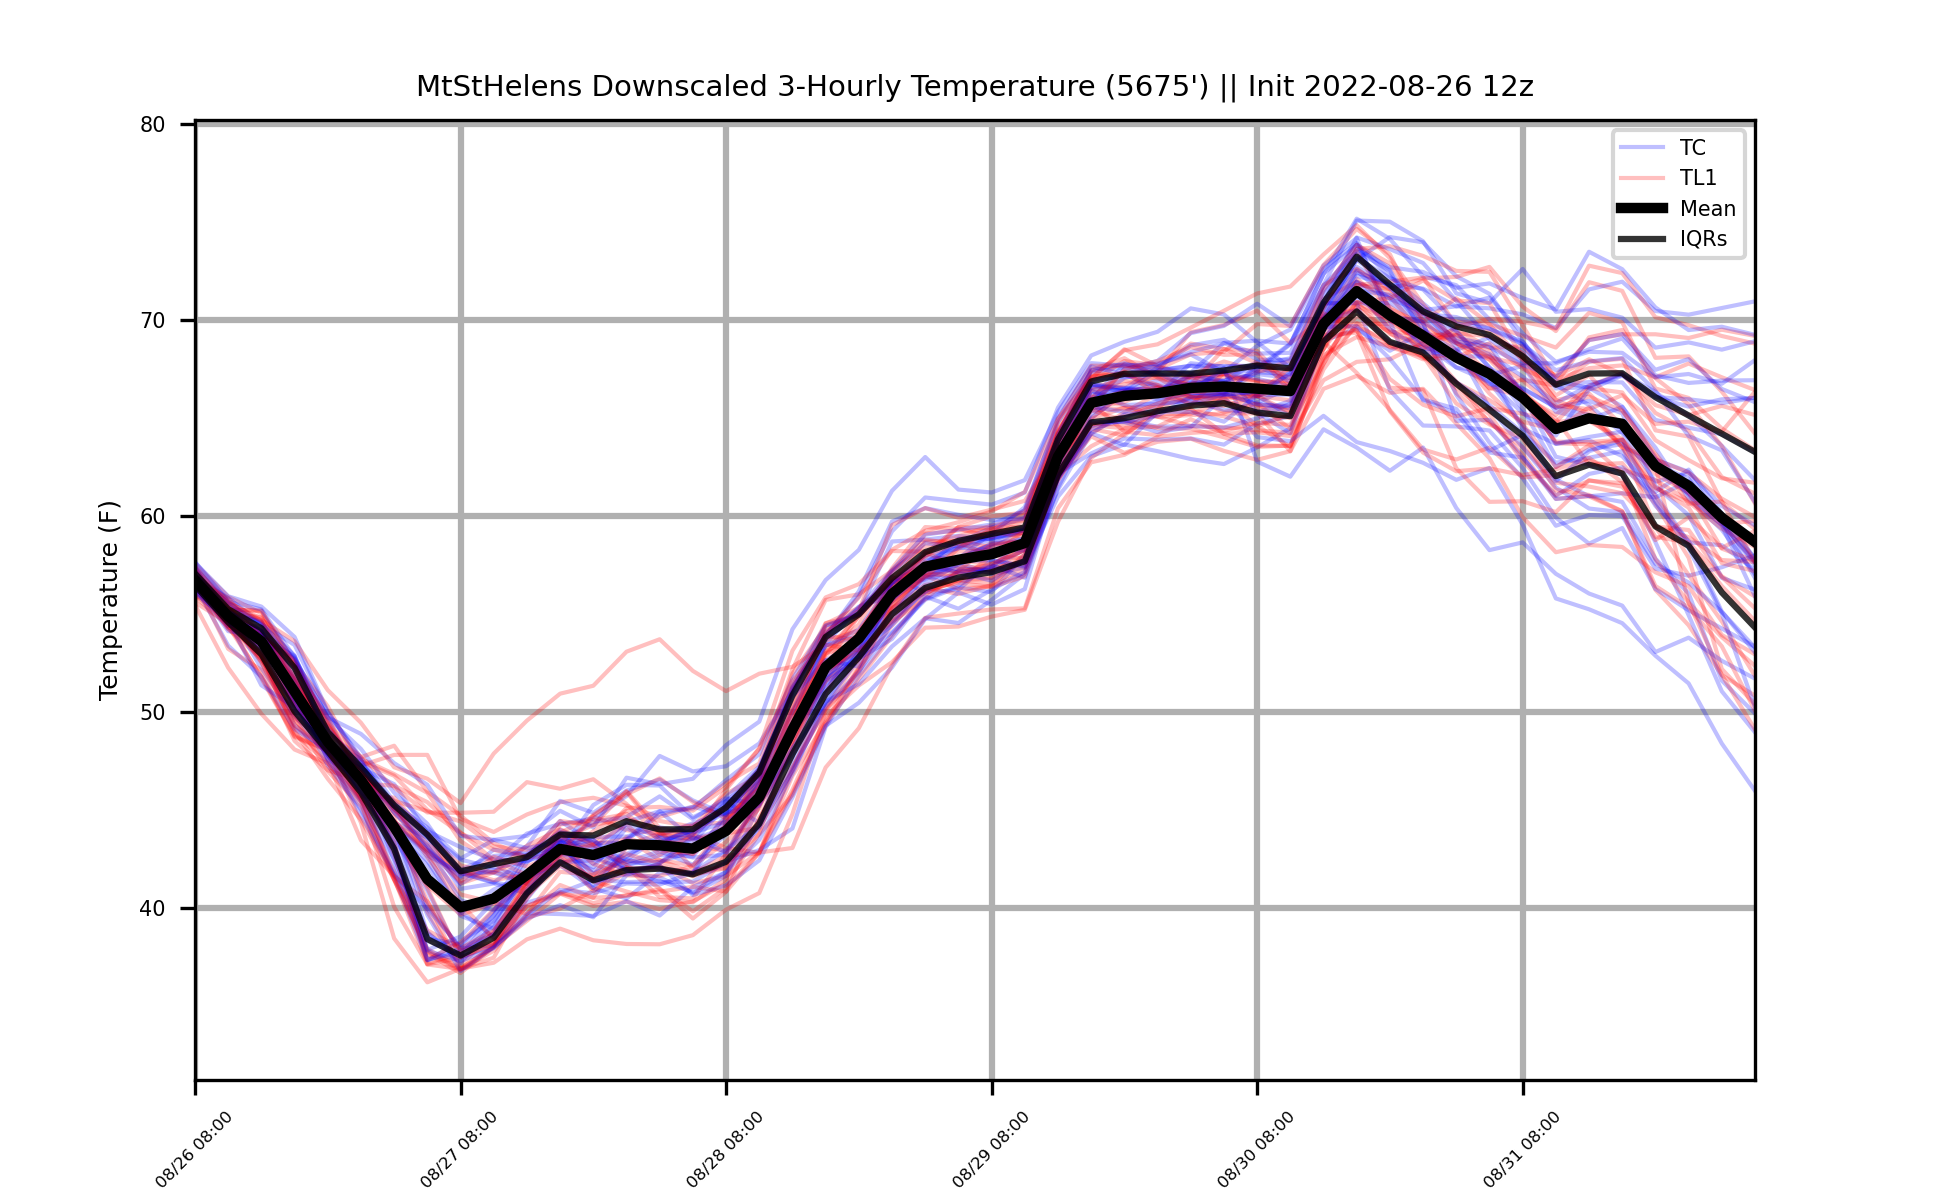 MtStHelens Downscaled 3-Hourly Temperature (5675') || Init 2022-08-26 12z
TC
TL1
Mean
IQRs
Temperature (F)
80
70
60
50
40
08/26 08:00
08/27 08:00
08/28 08:00
08/29 08:00
08/30 08:00
08/31 08:00